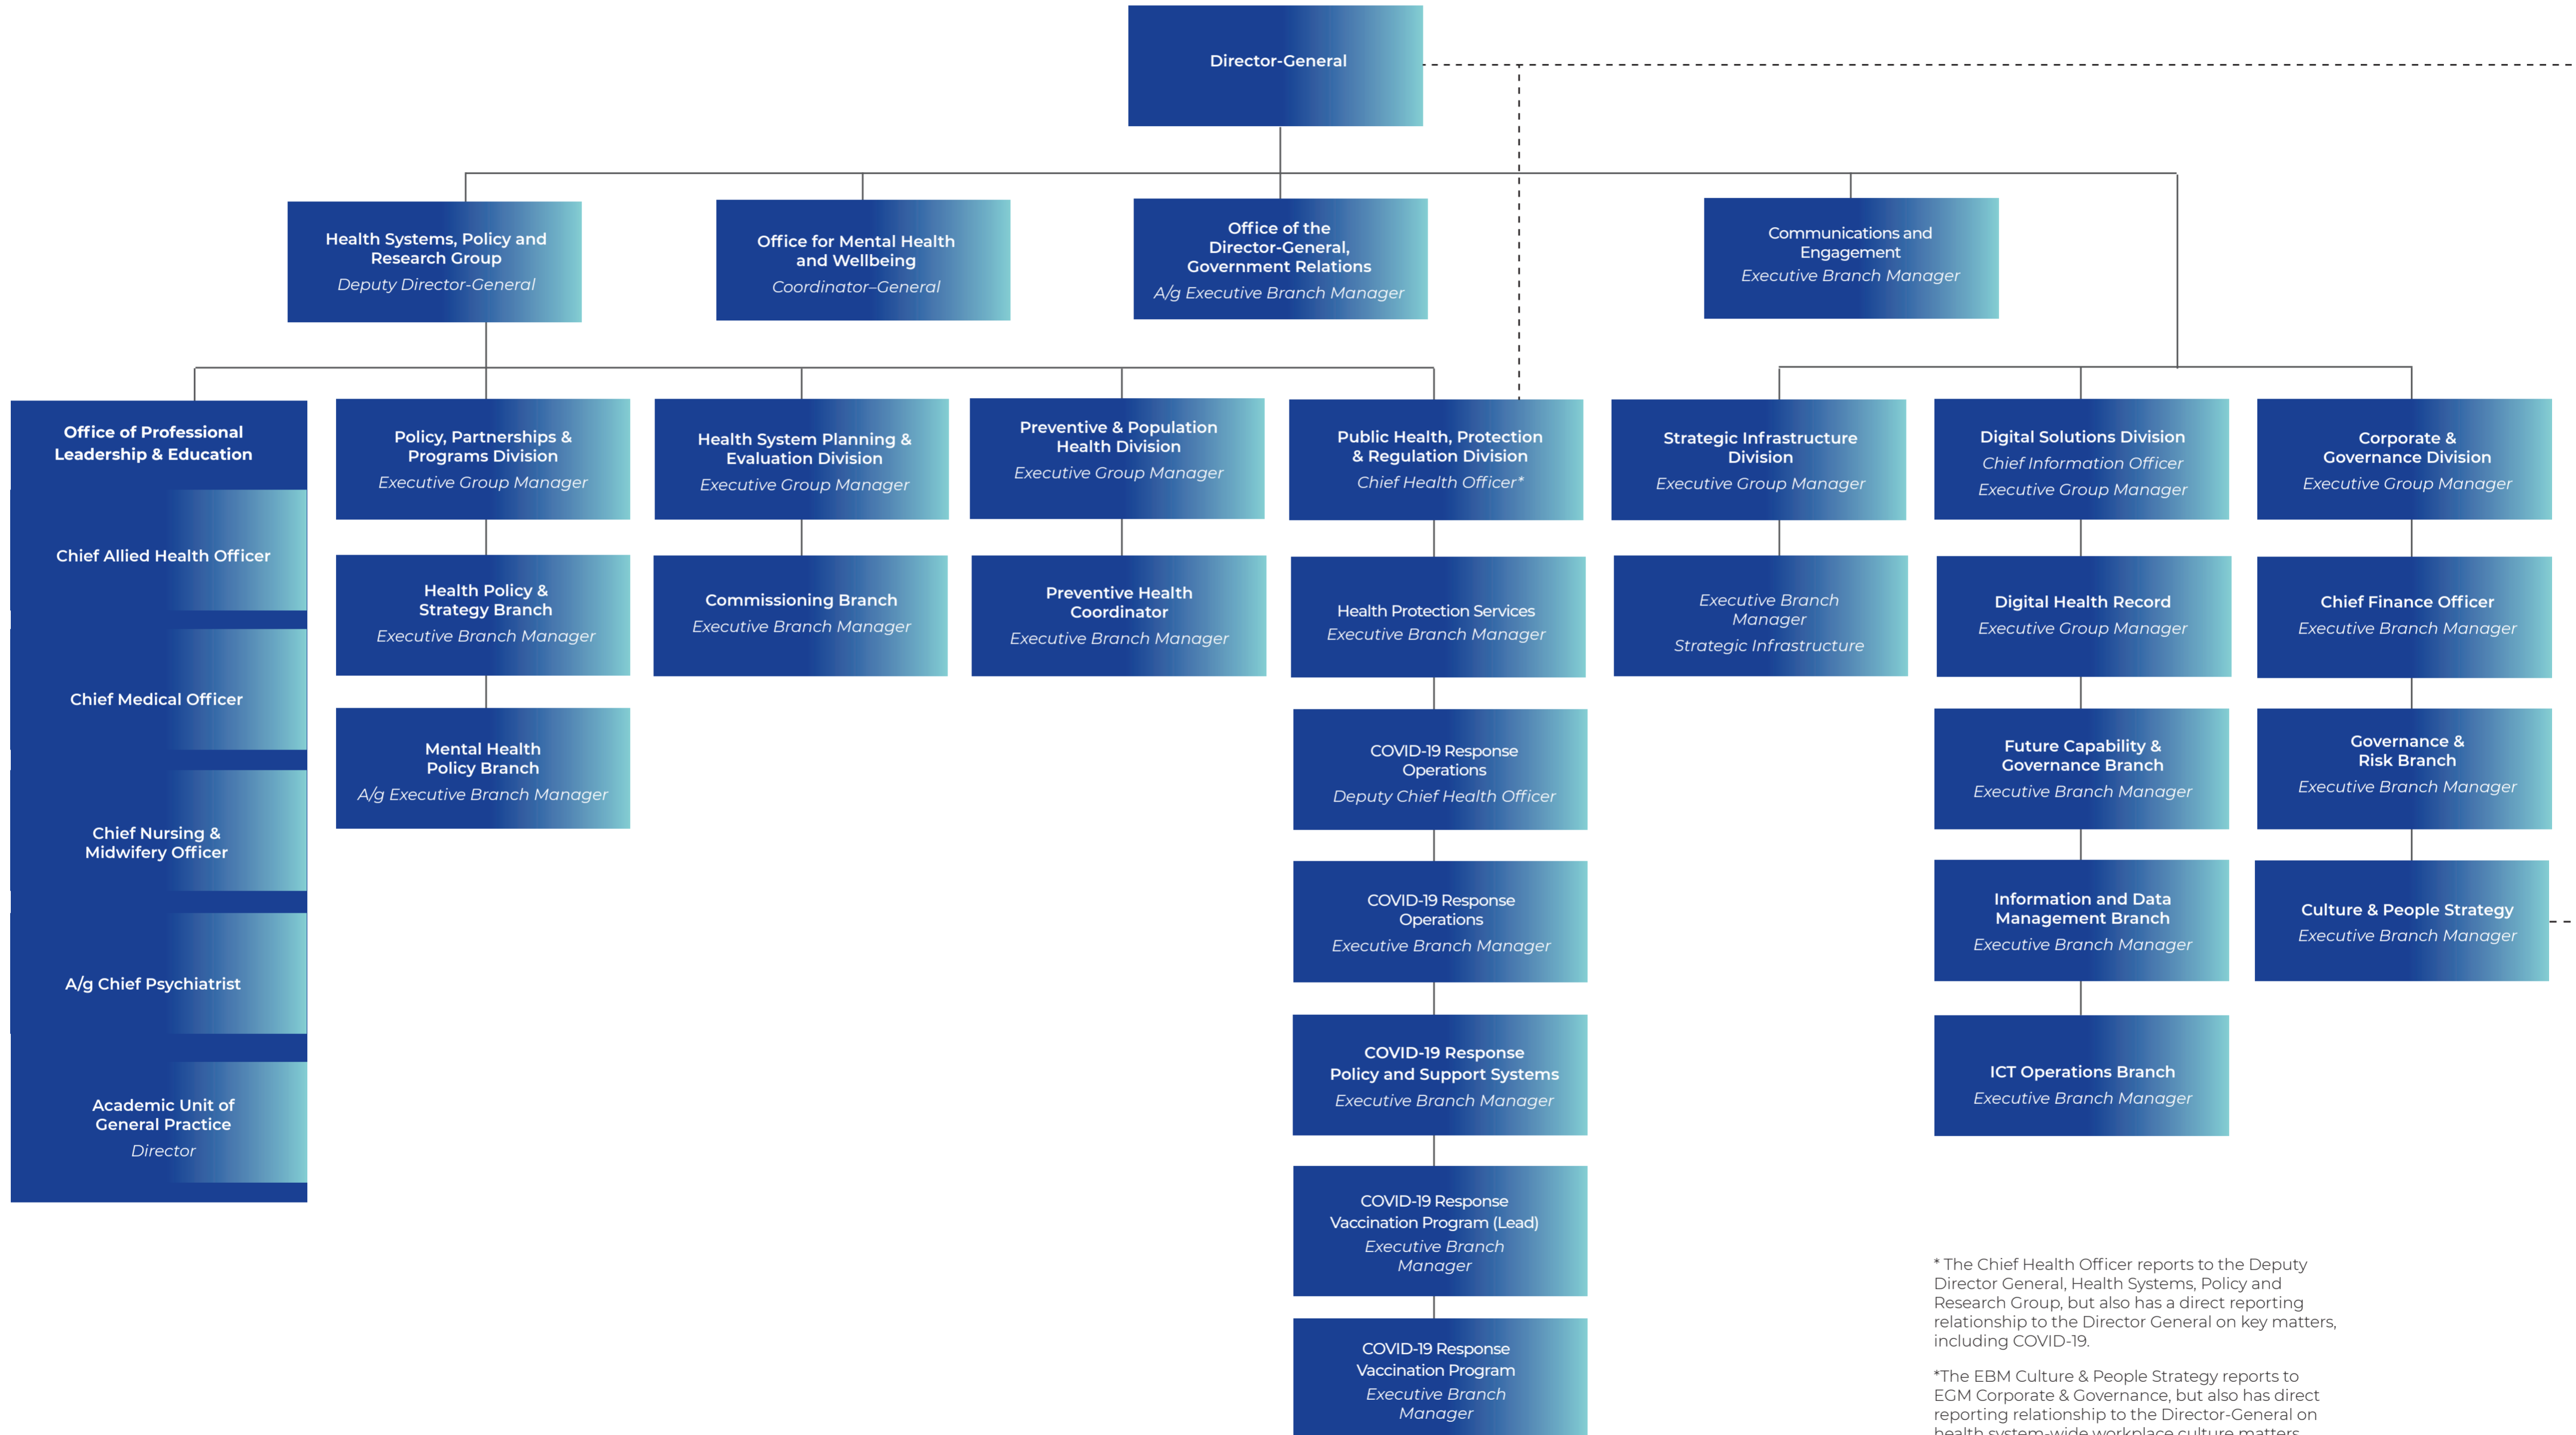 Director-General
Health Systems, Policy and
Research Group
Deputy Director-General
Office for Mental Health
and Wellbeing
Coordinator–General
Office of the
Director-General,
Government Relations
A/g Executive Branch Manager
Communications and
Engagement
Executive Branch Manager
Office of Professional
Leadership & Education
Chief Allied Health Officer
Chief Medical Officer
Chief Nursing &
Midwifery Officer
A/g Chief Psychiatrist
Academic Unit of
General Practice
Director
Policy, Partnerships &
Programs Division
Executive Group Manager
Health Policy &
Strategy Branch
Executive Branch Manager
Mental Health
Policy Branch
A/g Executive Branch Manager
Health System Planning &
Evaluation Division
Executive Group Manager
Commissioning Branch
Executive Branch Manager
Preventive & Population
Health Division
Executive Group Manager
Preventive Health
Coordinator
Executive Branch Manager
Public Health, Protection
& Regulation Division
Chief Health Officer*
Health Protection Services
Executive Branch Manager
COVID-19 Response
Operations
Deputy Chief Health Officer
COVID-19 Response
Operations
Executive Branch Manager
COVID-19 Response
Policy and Support Systems
Executive Branch Manager
COVID-19 Response
Vaccination Program (Lead)
Executive Branch
Manager
COVID-19 Response
Vaccination Program
Executive Branch
Manager
Strategic Infrastructure
Division
Executive Group Manager
Executive Branch
Manager
Strategic Infrastructure
Digital Solutions Division
Chief Information Officer
Executive Group Manager
Digital Health Record
Executive Group Manager
Future Capability &
Governance Branch
Executive Branch Manager
Information and Data
Management Branch
Executive Branch Manager
ICT Operations Branch
Executive Branch Manager
Corporate &
Governance Division
Executive Group Manager
Chief Finance Officer
Executive Branch Manager
Governance &
Risk Branch
Executive Branch Manager
Culture & People Strategy
Executive Branch Manager
* The Chief Health Officer reports to the Deputy
Director General, Health Systems, Policy and
Research Group, but also has a direct reporting
relationship to the Director General on key matters,
including COVID-19.
*The EBM Culture & People Strategy reports to
EGM Corporate & Governance, but also has direct
reporting relationship to the Director-General on
health system-wide workplace culture matters